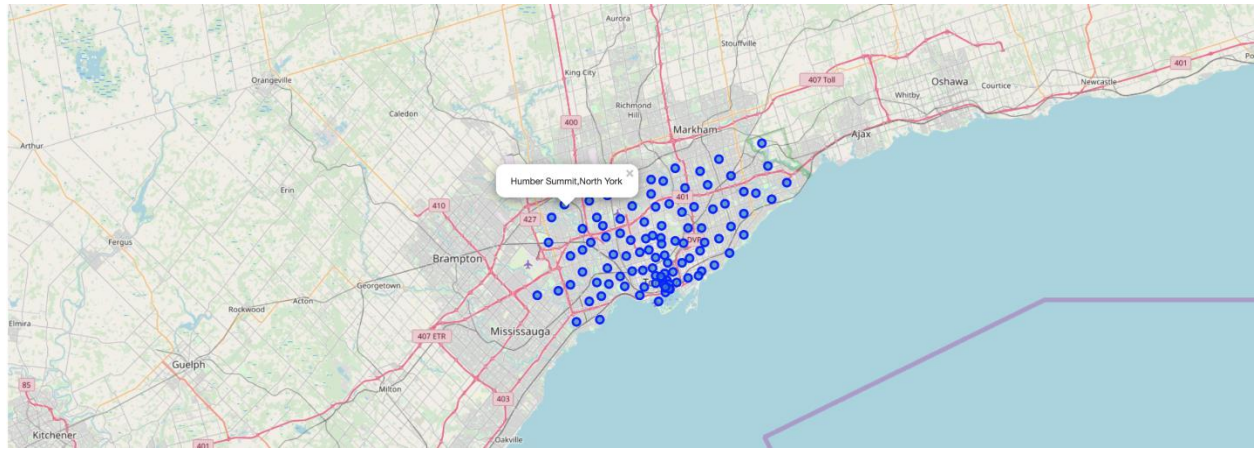 Aurora
Stouffville
King City
407 Toll
401
Po
Orangeville
Oshawa
Newcastle
Courtice
Whitby
Richmond
Hill
Caledon
400
Markham
Ajax
Arthur
Humber Summit,North York
×
Erin
401
410
427
Fergus
DVP
Brampton
Georgetown
Acton
Rockwood
Elmira
Mississauga
407 ETR
Guelph
85
Milton
403
Kitchener
401
Oakville